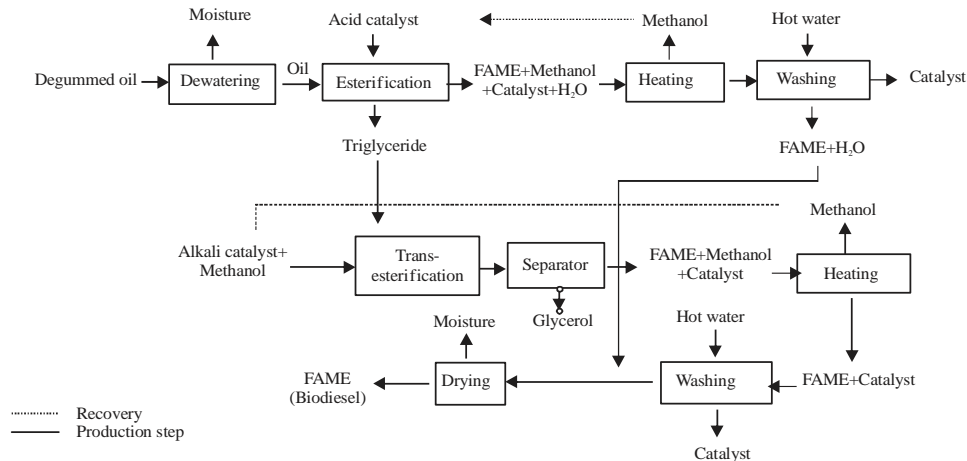 Moisture
Acid catalyst
Methanol
Hot water
Degummed oil
Dewatering
Oil
Esterification
FAME+Methanol
+Catalyst+H₂O
Heating
Washing
Catalyst
Triglyceride
FAME+H₂O
Methanol
Alkali catalyst+
Methanol
Trans-
esterification
Separator
FAME+Methanol
+Catalyst
Heating
Glycerol
Moisture
Hot water
FAME
(Biodiesel)
Drying
Washing
FAME+Catalyst
Recovery
Production step
Catalyst